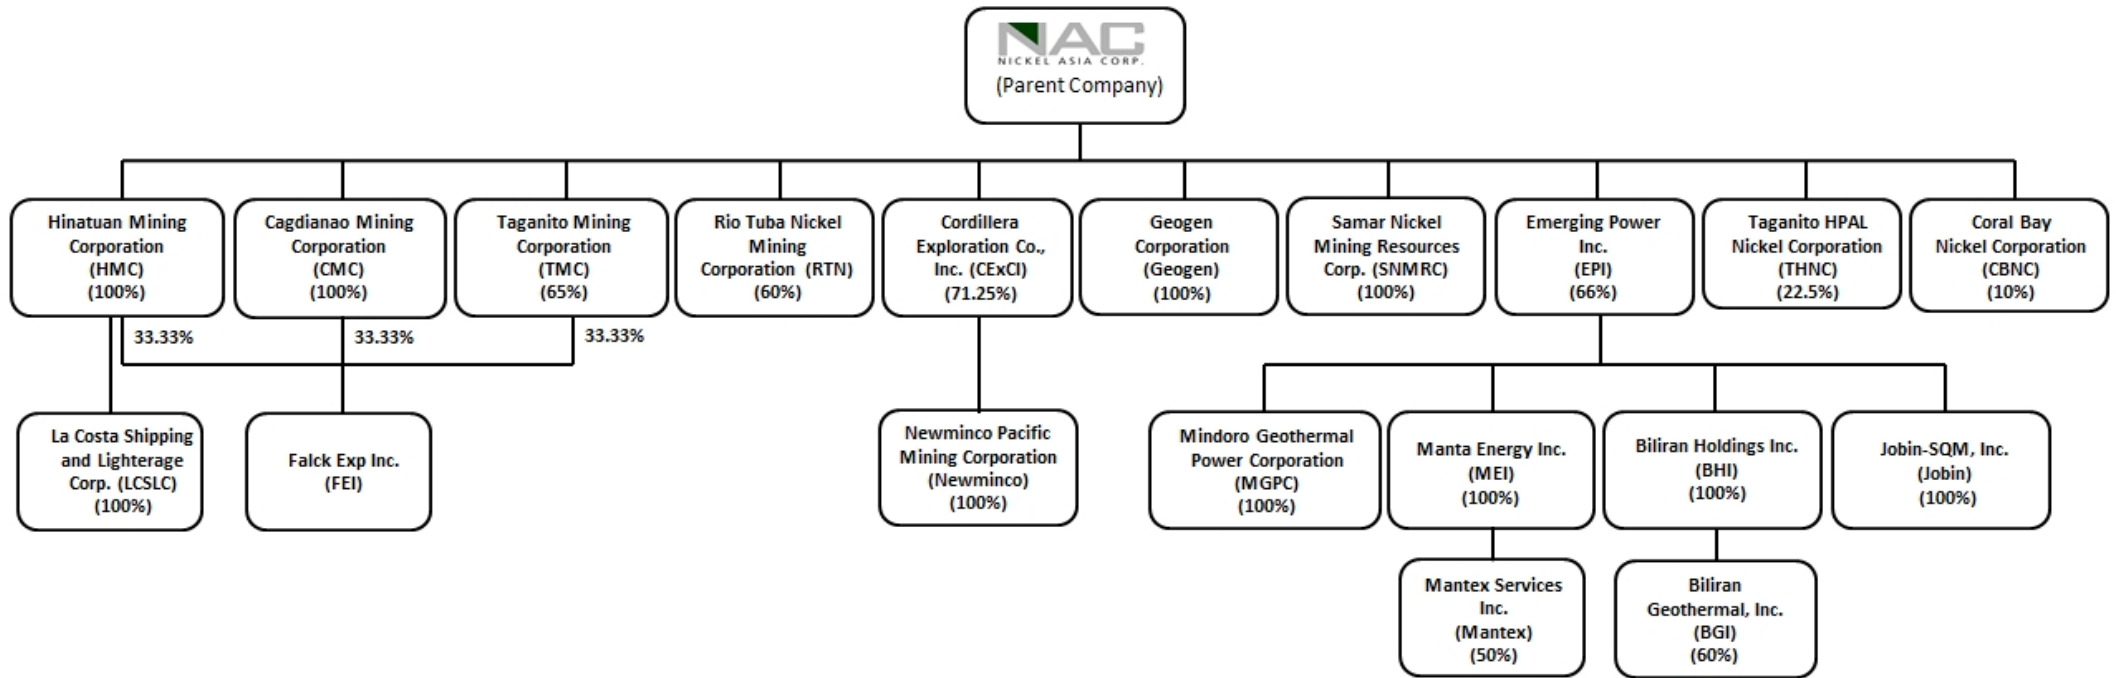 NAC
NICKEL ASIA CORP.
(Parent Company)
Hinatuan Mining
Corporation
(HMC)
(100%)
Cagdianao Mining
Corporation
(CMC)
(100%)
Taganito Mining
Corporation
(TMC)
(65%)
Rio Tuba Nickel
Mining
Corporation (RTN)
(60%)
Cordillera
Exploration Co.,
Inc. (CExCI)
(71.25%)
Geogen
Corporation
(Geogen)
(100%)
Samar Nickel
Mining Resources
Corp. (SNMRC)
(100%)
Emerging Power
Inc.
(EPI)
(66%)
Taganito HPAL
Nickel Corporation
(THNC)
(22.5%)
Coral Bay
Nickel Corporation
(CBNC)
(10%)
33.33%
33.33%
33.33%
La Costa Shipping
and Lighterage
Corp. (LCSLC)
(100%)
Falck Exp Inc.
(FEI)
Newminco Pacific
Mining Corporation
(Newminco)
(100%)
Mindoro Geothermal
Power Corporation
(MGPC)
(100%)
Manta Energy Inc.
(MEI)
(100%)
Biliran Holdings Inc.
(BHI)
(100%)
Jobin-SQM, Inc.
(Jobin)
(100%)
Mantex Services
Inc.
(Mantex)
(50%)
Biliran
Geothermal, Inc.
(BGI)
(60%)